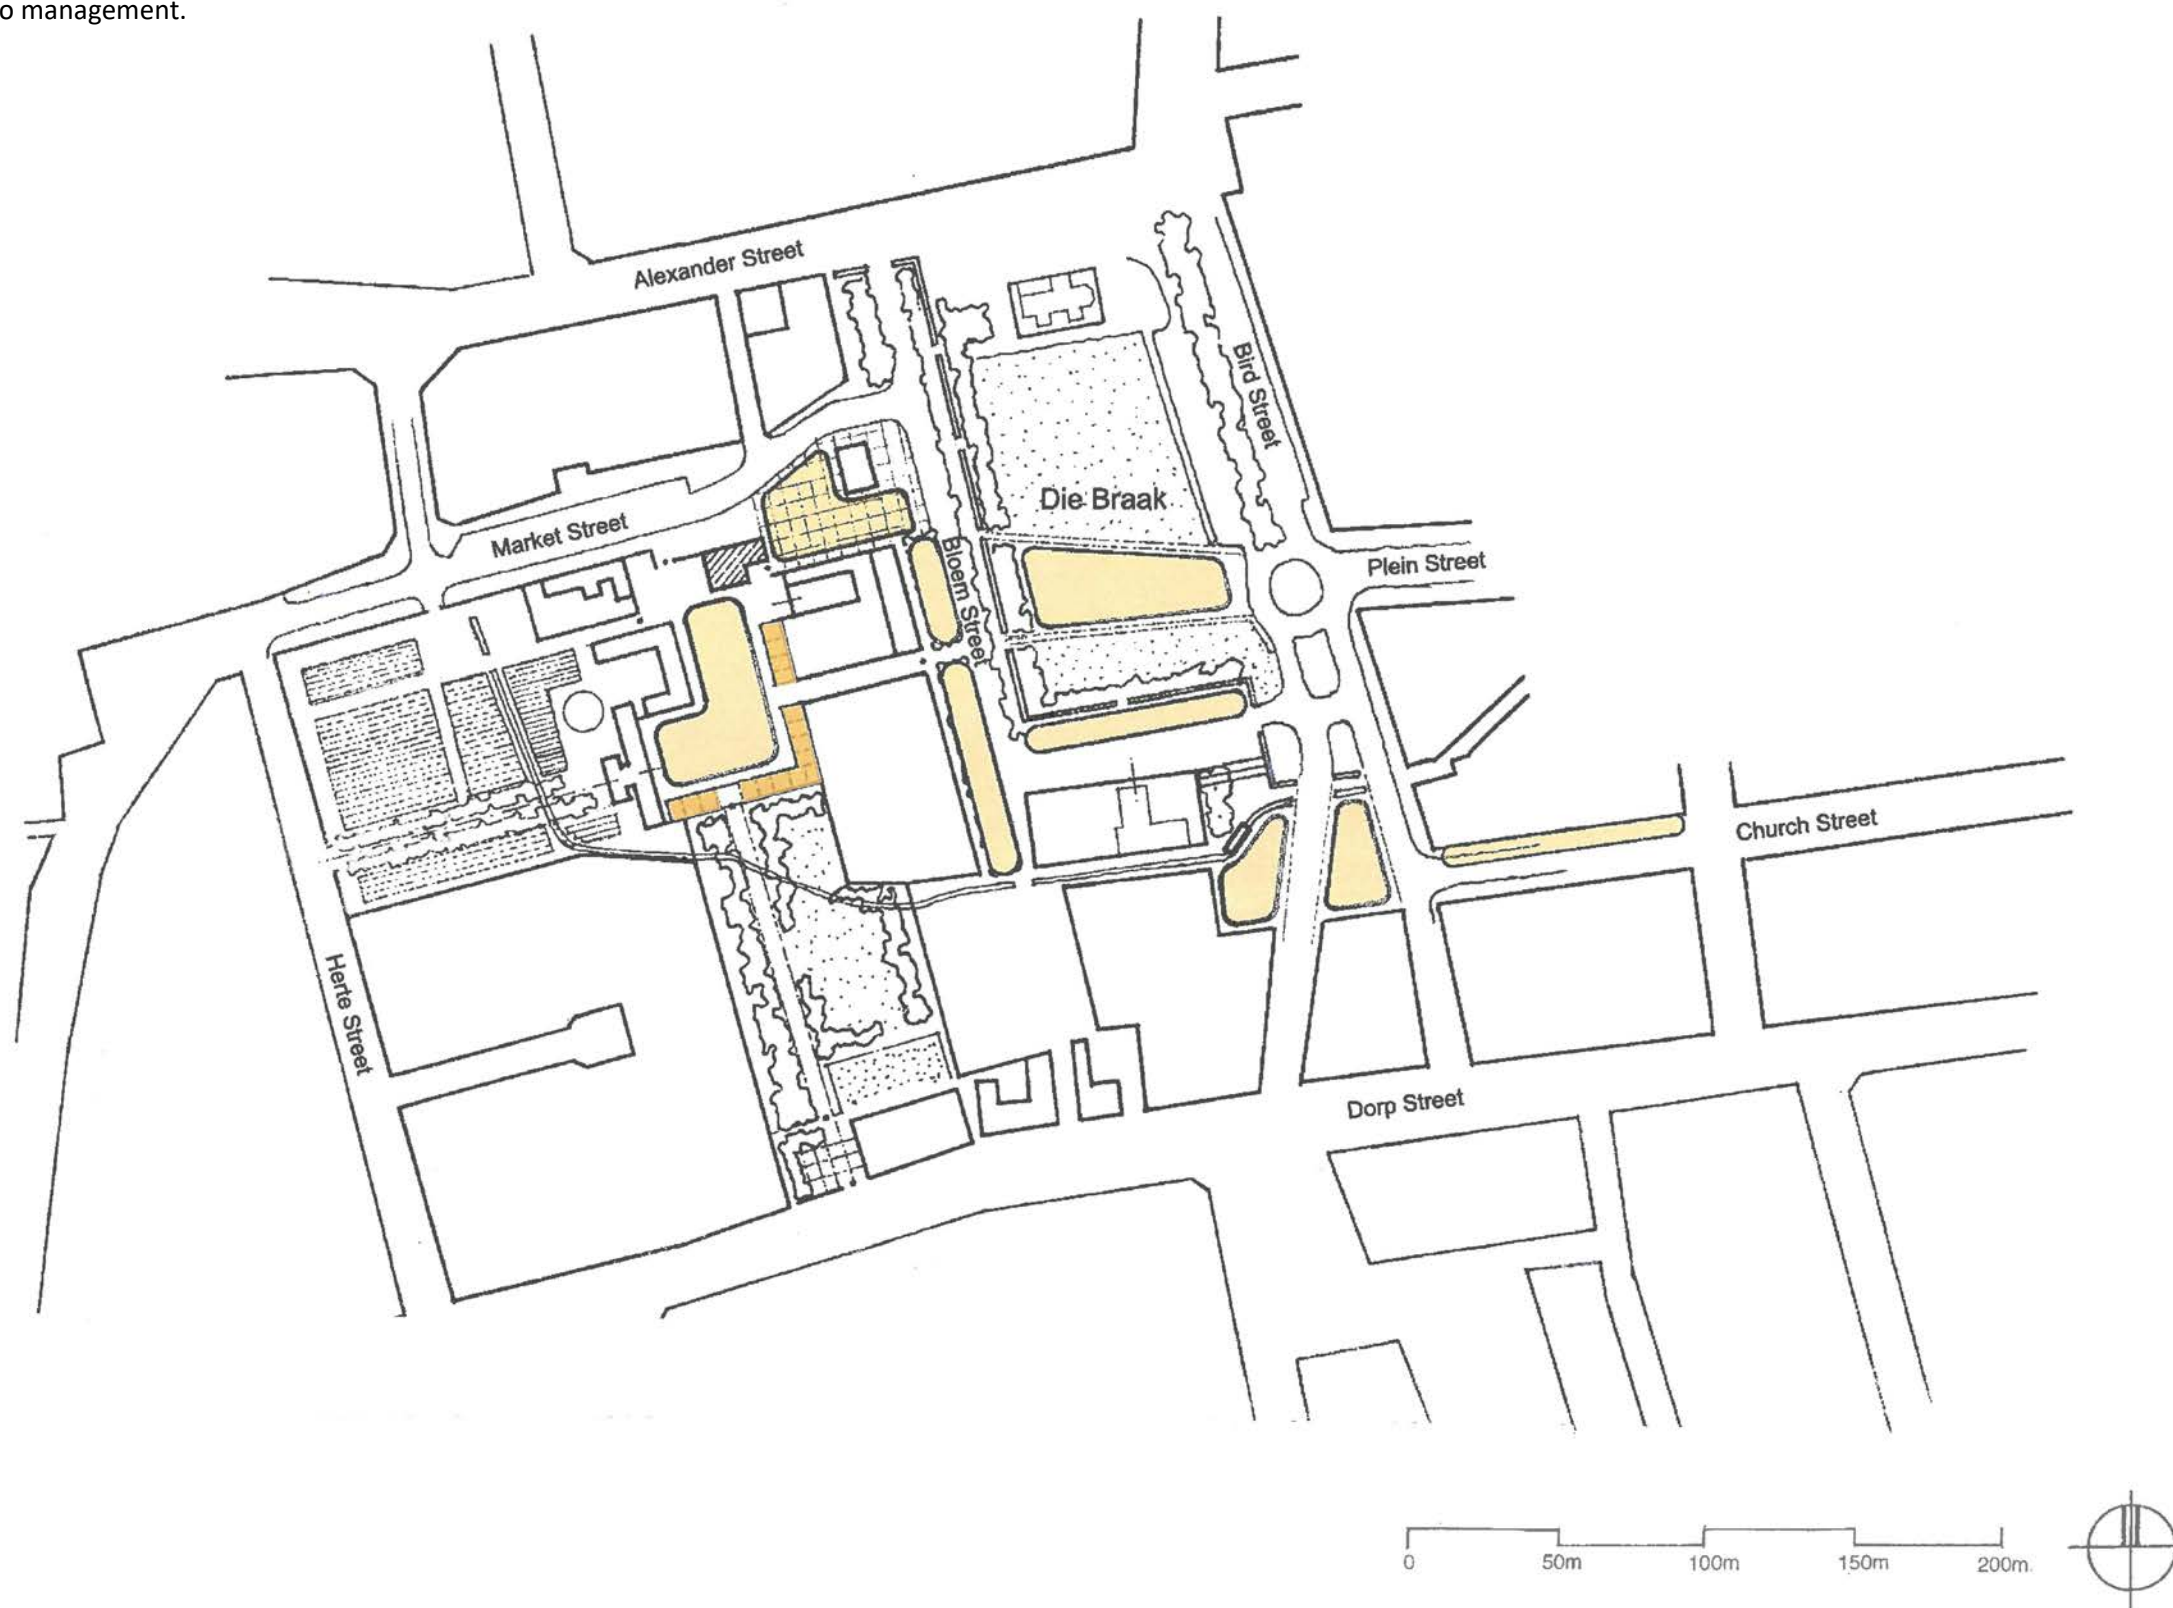 o management.
Alexander Street
Bird Street
Die Braak
Market Street
Bloem Street
Plein Street
Church Street
Herte Street
Dorp Street
0 50m 100m 150m 200m.